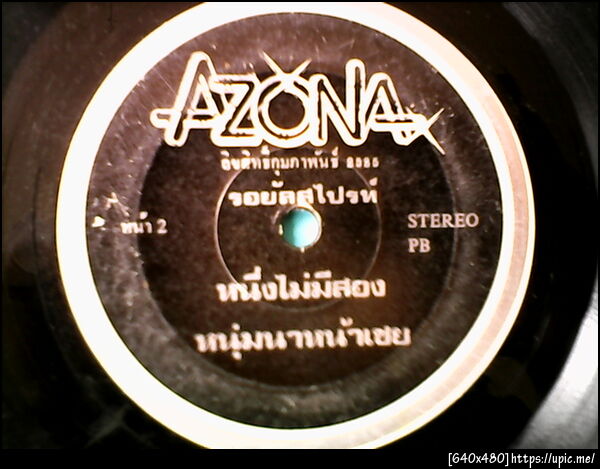 AZONA
ลิขสิทธิ์กุมภาพันธ์ ๒๕๒๕
รอยัลสไปรท์
หน้า 2
STEREO
PB
หนึ่งไม่มีสอง
หนุ่มนาหน้าเชย
[640x480]https://upic.me/